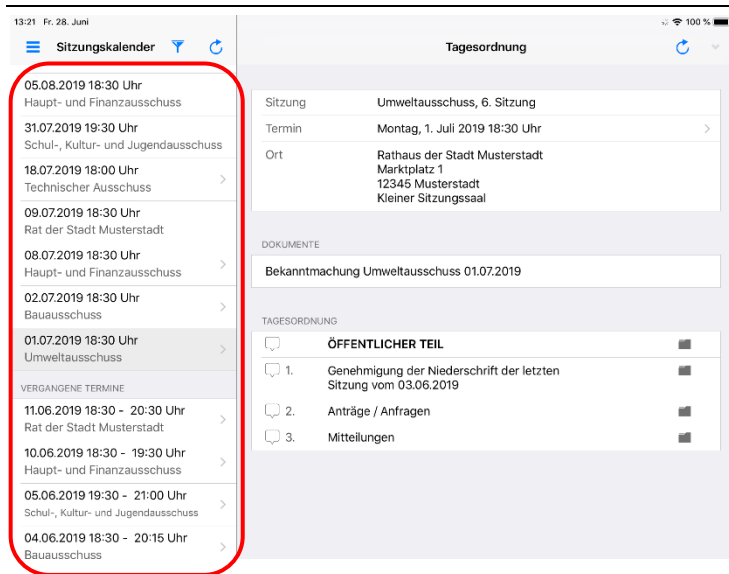 13:21 Fr. 28. Juni
100 %
Sitzungskalender
05.08.2019 18:30 Uhr
Haupt- und Finanzausschuss
31.07.2019 19:30 Uhr
Schul-, Kultur- und Jugendausschuss
18.07.2019 18:00 Uhr
Technischer Ausschuss
09.07.2019 18:30 Uhr
Rat der Stadt Musterstadt
08.07.2019 18:30 Uhr
Haupt- und Finanzausschuss
02.07.2019 18:30 Uhr
Bauausschuss
01.07.2019 18:30 Uhr
Umweltausschuss
VERGANGENE TERMINE
11.06.2019 18:30 - 20:30 Uhr
Rat der Stadt Musterstadt
10.06.2019 18:30 - 19:30 Uhr
Haupt- und Finanzausschuss
05.06.2019 19:30 - 21:00 Uhr
Schul-, Kultur- und Jugendausschuss
04.06.2019 18:30 - 20:15 Uhr
Bauausschuss
Tagesordnung
Sitzung Umweltausschuss, 6. Sitzung
Termin Montag, 1. Juli 2019 18:30 Uhr
Ort Rathaus der Stadt Musterstadt
Marktplatz 1
12345 Musterstadt
Kleiner Sitzungssaal
DOKUMENTE
Bekanntmachung Umweltausschuss 01.07.2019
TAGESORDNUNG
ÖFFENTLICHER TEIL
1. Genehmigung der Niederschrift der letzten
Sitzung vom 03.06.2019
2. Anträge / Anfragen
3. Mitteilungen